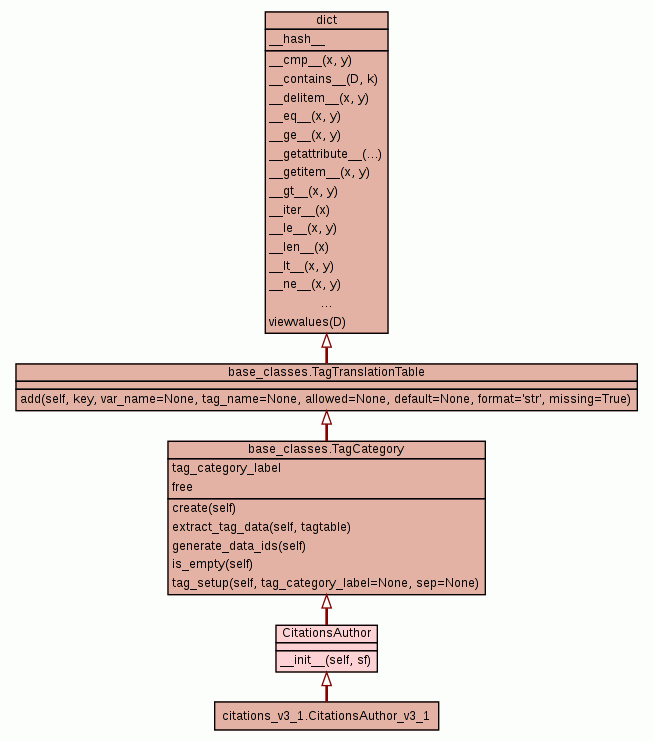 dict
__hash__
__cmp__(x, y)
__contains__(D, k)
__delitem__(x, y)
__eq__(x, y)
__ge__(x, y)
__getattribute__(...)
__getitem__(x, y)
__gt__(x, y)
__iter__(x)
__le__(x, y)
__len__(x)
__lt__(x, y)
__ne__(x, y)
...
viewvalues(D)
base_classes.TagTranslationTable
add(self, key, var_name=None, tag_name=None, allowed=None, default=None, format='str', missing=True)
base_classes.TagCategory
tag_category_label
free
create(self)
extract_tag_data(self, tagtable)
generate_data_ids(self)
is_empty(self)
tag_setup(self, tag_category_label=None, sep=None)
CitationsAuthor
__init__(self, sf)
citations_v3_1.CitationsAuthor_v3_1